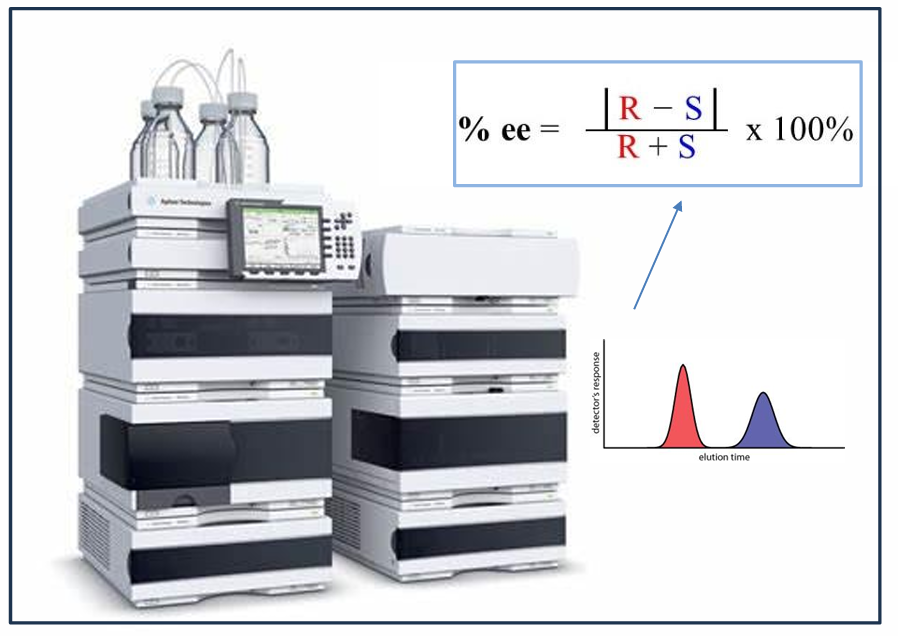 % ee = |R − S| / R + S x 100%
Agilent Technologies
detector's response
elution time